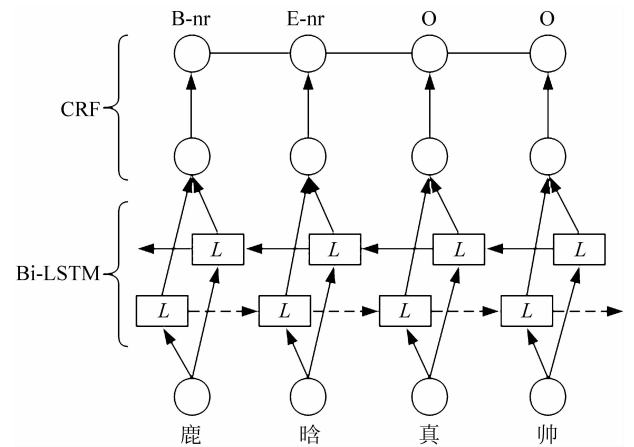 B-nr E-nr O O
CRF
L L L L
Bi-LSTM
L L L L
鹿 晗 真 帅